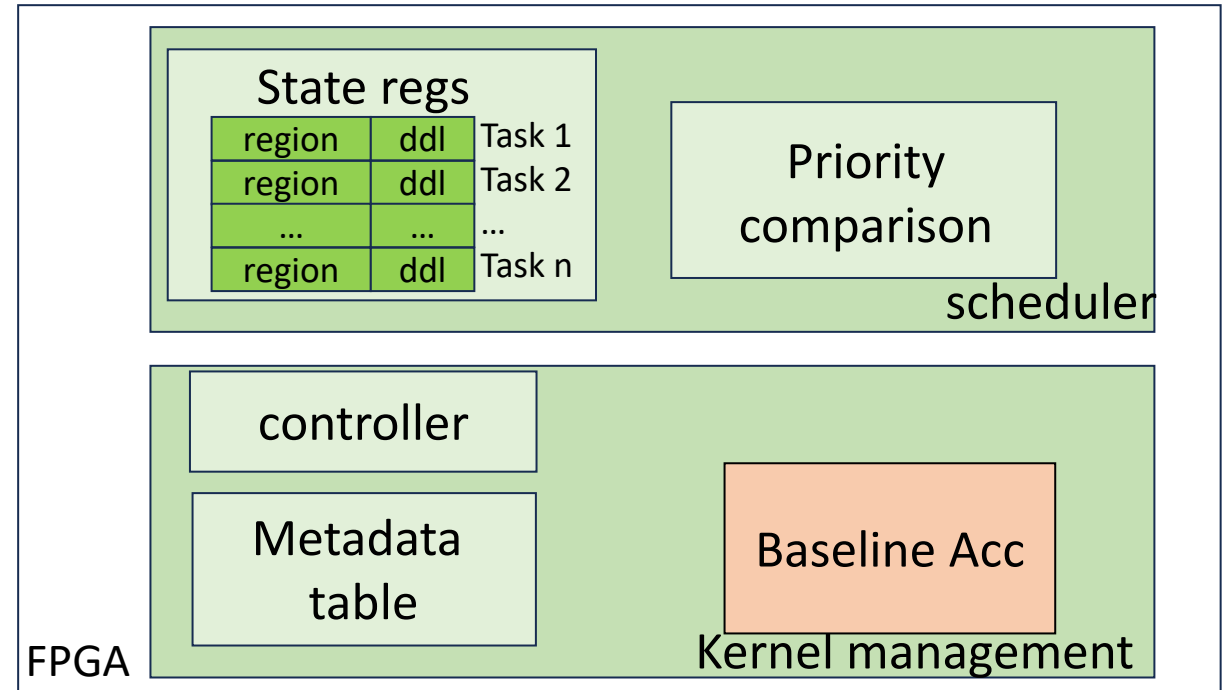 State regs
region ddl Task 1
region ddl Task 2
... ... ...
region ddl Task n
Priority
comparison
scheduler
controller
Metadata
table
Baseline Acc
Kernel management
FPGA